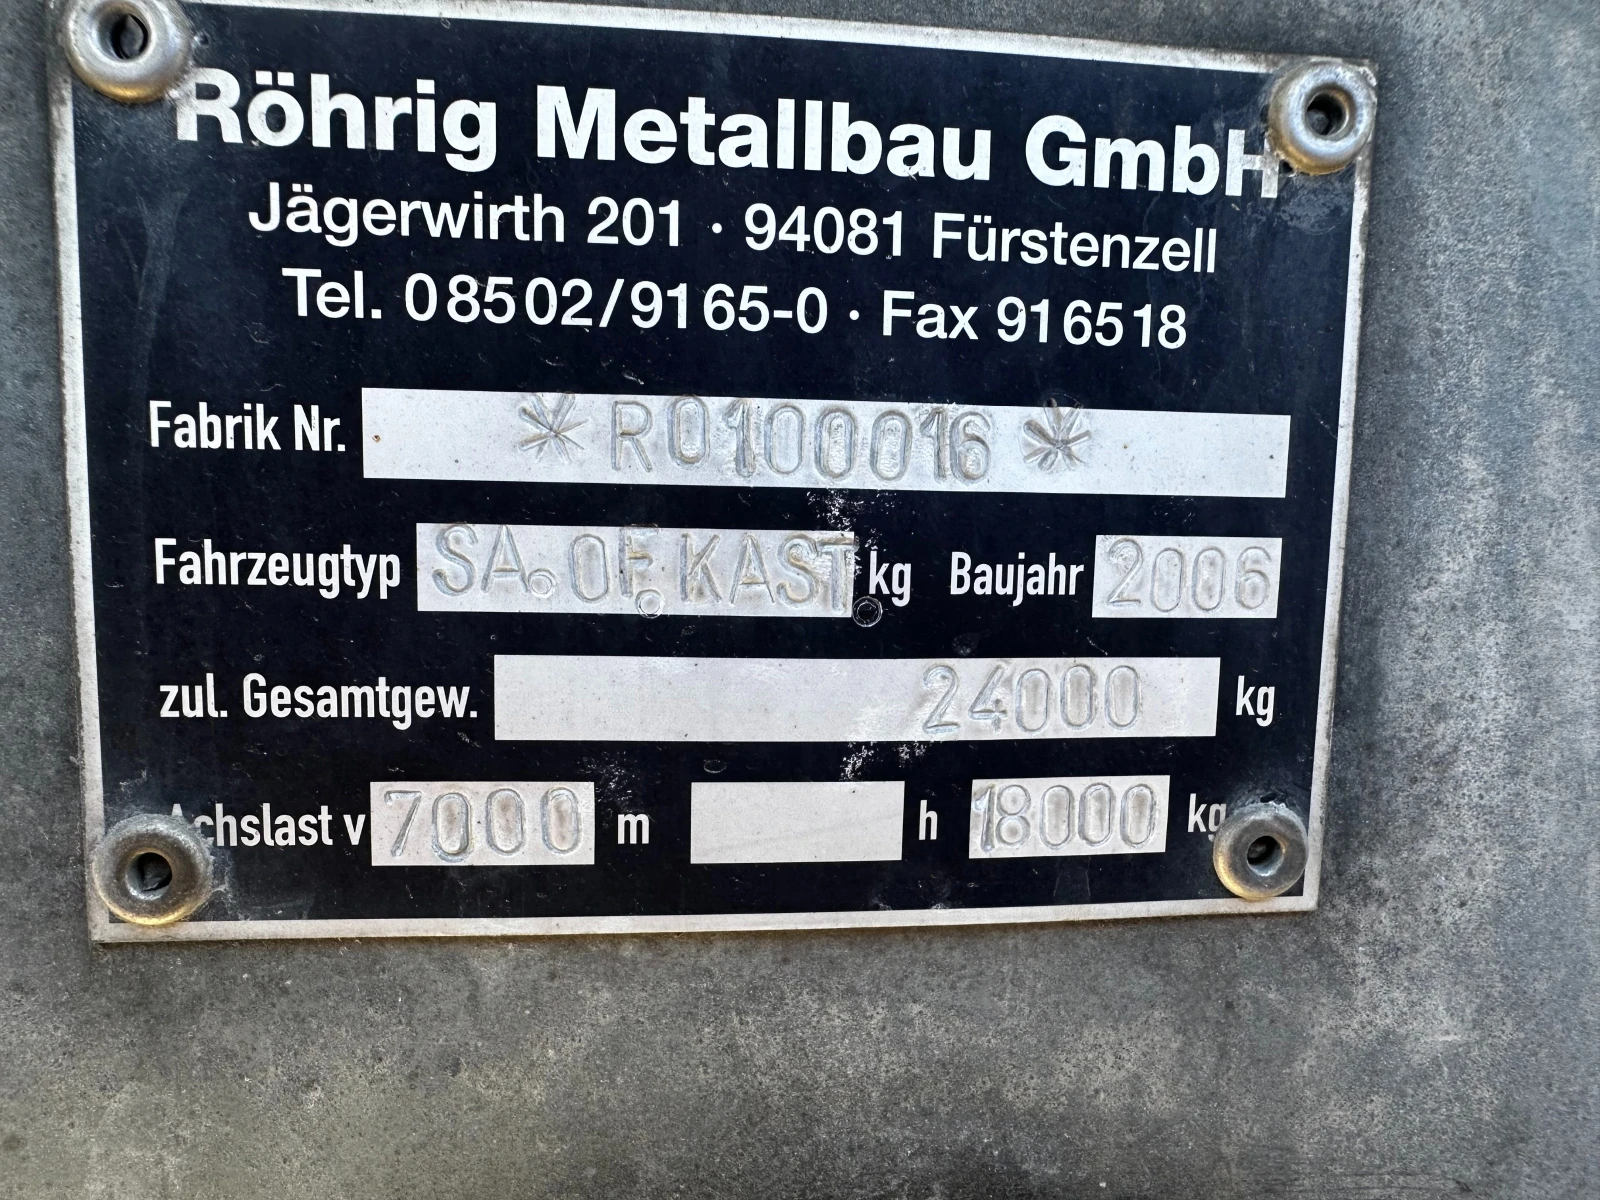 Röhrig Metallbau GmbH
Jägerwirth 201 · 94081 Fürstenzell
Tel. 08502/9165-0 · Fax 916518
Fabrik Nr. *R0100016*
Fahrzeugtyp SA.OF.KAST. kg Baujahr 2006
zul. Gesamtgew. 24000 kg
Achslast v 7000 m h 18000 kg